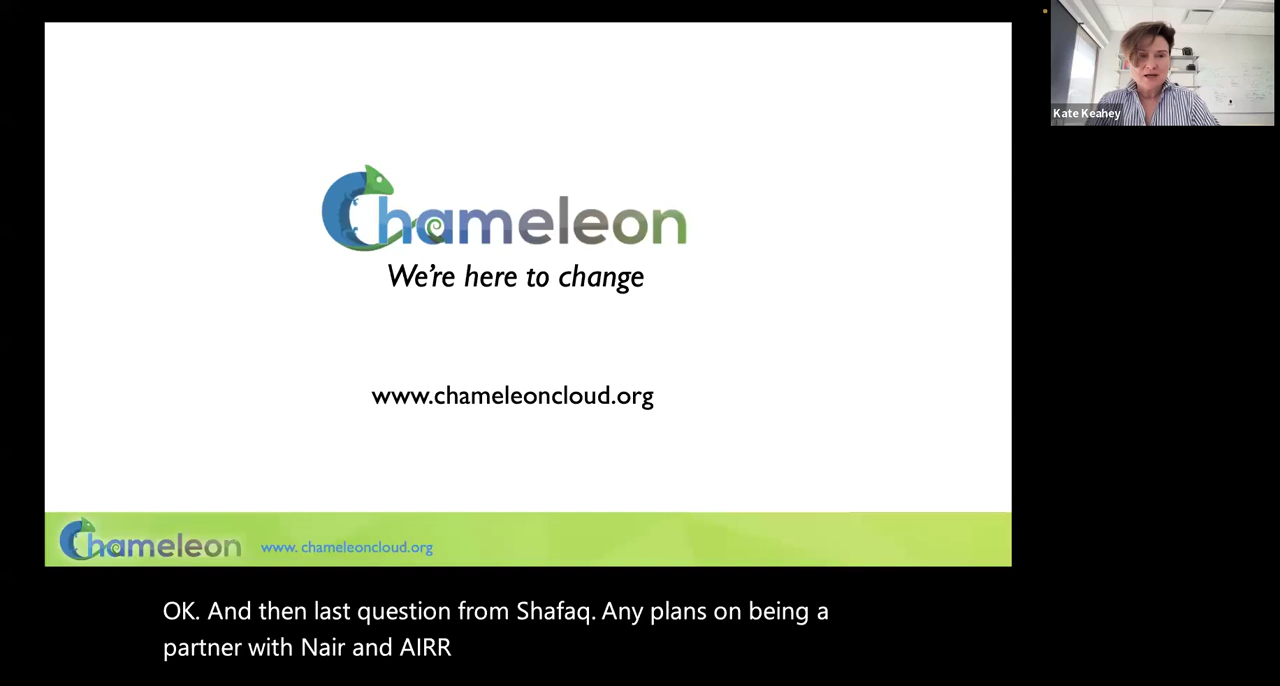 Kate Keahey
Chameleon
We're here to change
www.chameleoncloud.org
Chameleon
www. chameleoncloud.org
OK. And then last question from Shafaq. Any plans on being a
partner with Nair and AIRR